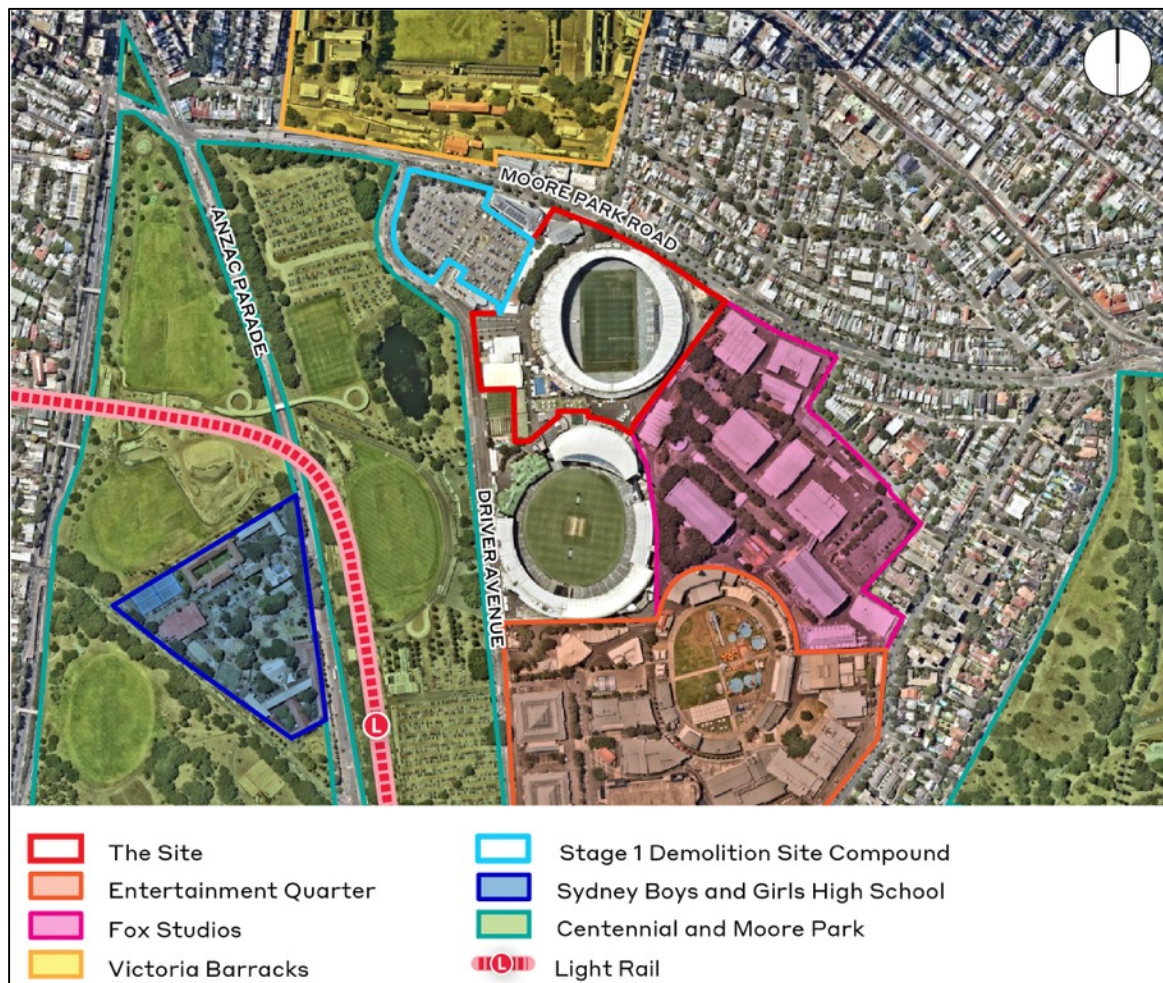 MOORE PARK ROAD
ANZAC PARADE
DRIVER AVENUE
L
The Site
Entertainment Quarter
Fox Studios
Victoria Barracks
Stage 1 Demolition Site Compound
Sydney Boys and Girls High School
Centennial and Moore Park
L
Light Rail